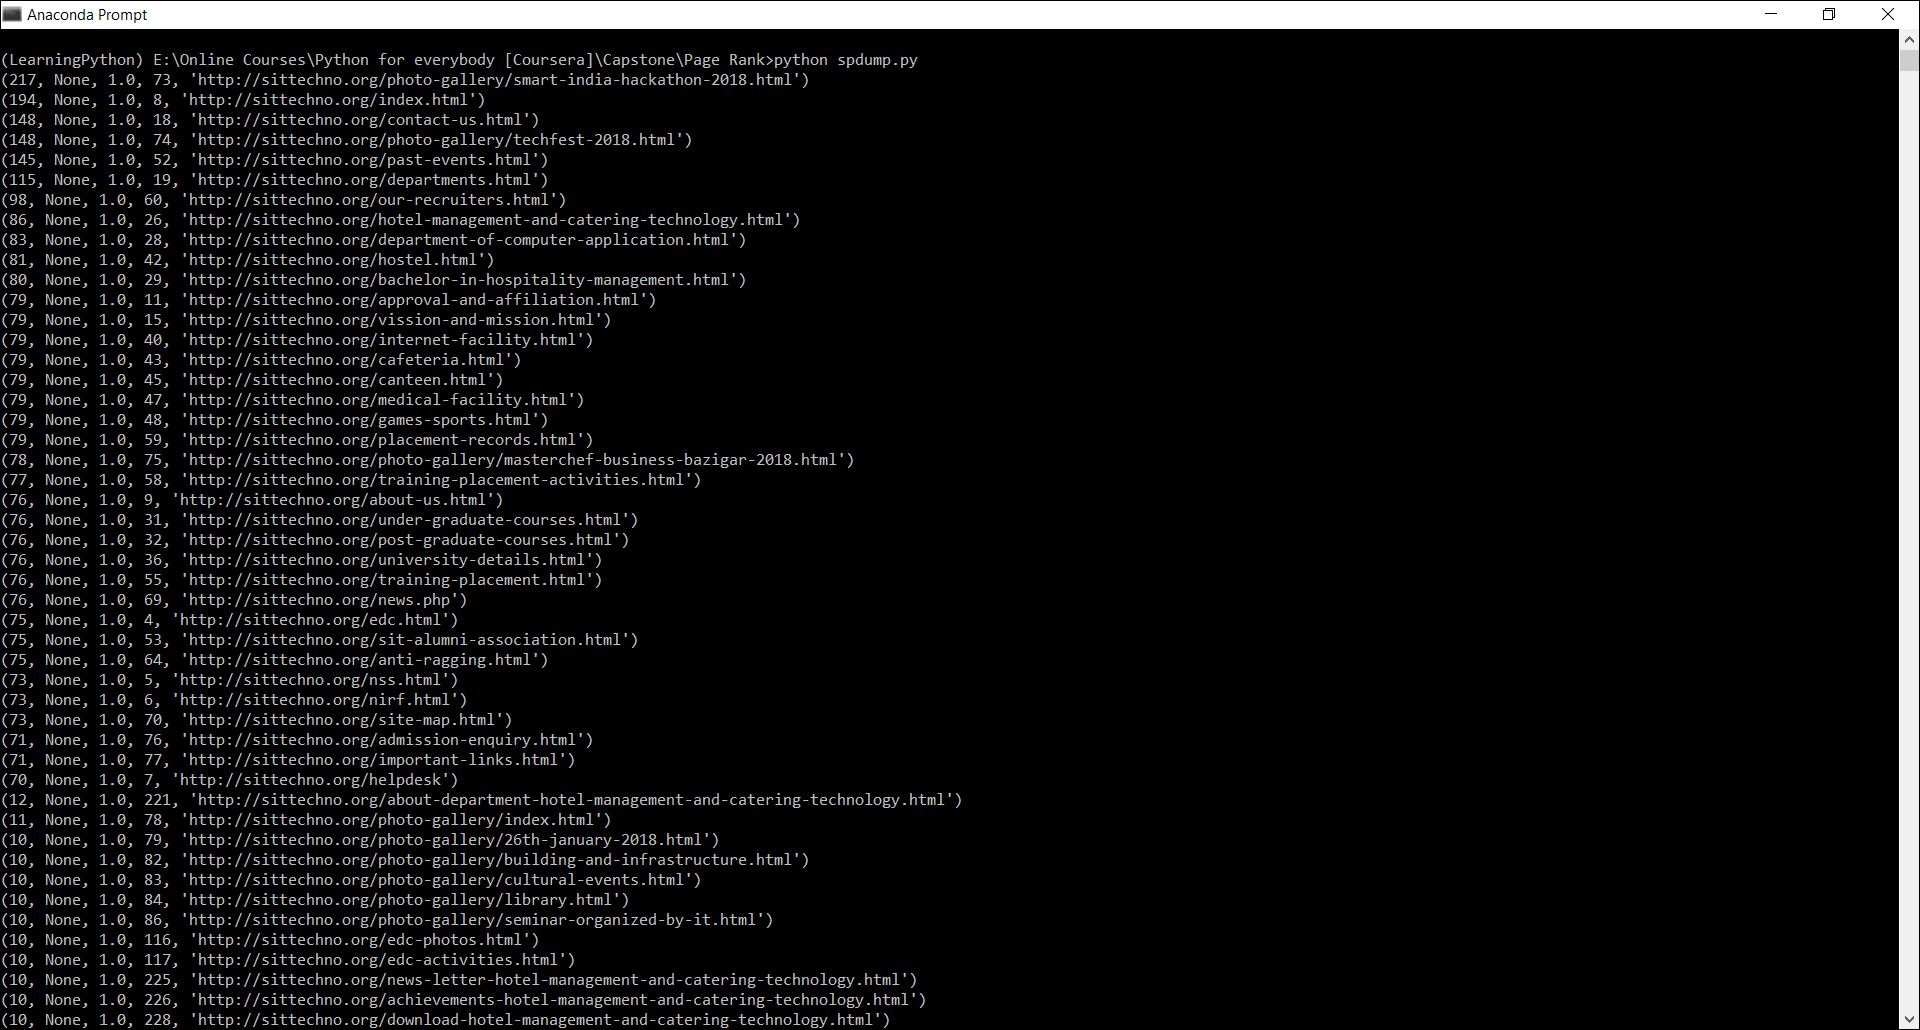 Anaconda Prompt
(LearningPython) E:\Online Courses\Python for everybody [Coursera]\Capstone\Page Rank>python spdump.py
(217, None, 1.0, 73, 'http://sittechno.org/photo-gallery/smart-india-hackathon-2018.html')
(194, None, 1.0, 8, 'http://sittechno.org/index.html')
(148, None, 1.0, 18, 'http://sittechno.org/contact-us.html')
(148, None, 1.0, 74, 'http://sittechno.org/photo-gallery/techfest-2018.html')
(145, None, 1.0, 52, 'http://sittechno.org/past-events.html')
(115, None, 1.0, 19, 'http://sittechno.org/departments.html')
(98, None, 1.0, 60, 'http://sittechno.org/our-recruiters.html')
(86, None, 1.0, 26, 'http://sittechno.org/hotel-management-and-catering-technology.html')
(83, None, 1.0, 28, 'http://sittechno.org/department-of-computer-application.html')
(81, None, 1.0, 42, 'http://sittechno.org/hostel.html')
(80, None, 1.0, 29, 'http://sittechno.org/bachelor-in-hospitality-management.html')
(79, None, 1.0, 11, 'http://sittechno.org/approval-and-affiliation.html')
(79, None, 1.0, 15, 'http://sittechno.org/vission-and-mission.html')
(79, None, 1.0, 40, 'http://sittechno.org/internet-facility.html')
(79, None, 1.0, 43, 'http://sittechno.org/cafeteria.html')
(79, None, 1.0, 45, 'http://sittechno.org/canteen.html')
(79, None, 1.0, 47, 'http://sittechno.org/medical-facility.html')
(79, None, 1.0, 48, 'http://sittechno.org/games-sports.html')
(79, None, 1.0, 59, 'http://sittechno.org/placement-records.html')
(78, None, 1.0, 75, 'http://sittechno.org/photo-gallery/masterchef-business-bazigar-2018.html')
(77, None, 1.0, 58, 'http://sittechno.org/training-placement-activities.html')
(76, None, 1.0, 9, 'http://sittechno.org/about-us.html')
(76, None, 1.0, 31, 'http://sittechno.org/under-graduate-courses.html')
(76, None, 1.0, 32, 'http://sittechno.org/post-graduate-courses.html')
(76, None, 1.0, 36, 'http://sittechno.org/university-details.html')
(76, None, 1.0, 55, 'http://sittechno.org/training-placement.html')
(76, None, 1.0, 69, 'http://sittechno.org/news.php')
(75, None, 1.0, 4, 'http://sittechno.org/edc.html')
(75, None, 1.0, 53, 'http://sittechno.org/sit-alumni-association.html')
(75, None, 1.0, 64, 'http://sittechno.org/anti-ragging.html')
(73, None, 1.0, 5, 'http://sittechno.org/nss.html')
(73, None, 1.0, 6, 'http://sittechno.org/nirf.html')
(73, None, 1.0, 70, 'http://sittechno.org/site-map.html')
(71, None, 1.0, 76, 'http://sittechno.org/admission-enquiry.html')
(71, None, 1.0, 77, 'http://sittechno.org/important-links.html')
(70, None, 1.0, 7, 'http://sittechno.org/helpdesk')
(12, None, 1.0, 221, 'http://sittechno.org/about-department-hotel-management-and-catering-technology.html')
(11, None, 1.0, 78, 'http://sittechno.org/photo-gallery/index.html')
(10, None, 1.0, 79, 'http://sittechno.org/photo-gallery/26th-january-2018.html')
(10, None, 1.0, 82, 'http://sittechno.org/photo-gallery/building-and-infrastructure.html')
(10, None, 1.0, 83, 'http://sittechno.org/photo-gallery/cultural-events.html')
(10, None, 1.0, 84, 'http://sittechno.org/photo-gallery/library.html')
(10, None, 1.0, 86, 'http://sittechno.org/photo-gallery/seminar-organized-by-it.html')
(10, None, 1.0, 116, 'http://sittechno.org/edc-photos.html')
(10, None, 1.0, 117, 'http://sittechno.org/edc-activities.html')
(10, None, 1.0, 225, 'http://sittechno.org/news-letter-hotel-management-and-catering-technology.html')
(10, None, 1.0, 226, 'http://sittechno.org/achievements-hotel-management-and-catering-technology.html')
(10, None, 1.0, 228, 'http://sittechno.org/download-hotel-management-and-catering-technology.html')